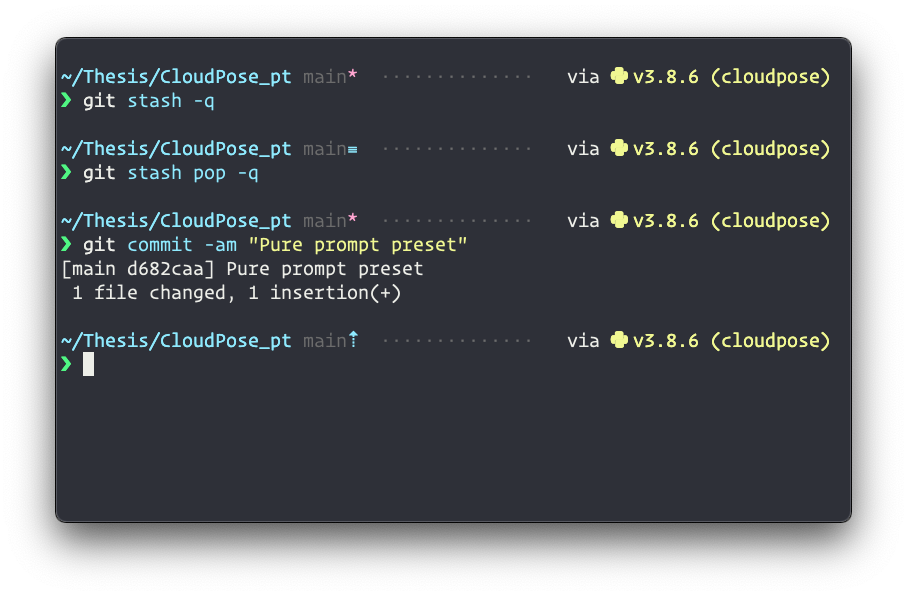 ~/Thesis/CloudPose_pt main* ·············· via v3.8.6 (cloudpose)
❯ git stash -q
~/Thesis/CloudPose_pt main≡ ·············· via v3.8.6 (cloudpose)
❯ git stash pop -q
~/Thesis/CloudPose_pt main* ·············· via v3.8.6 (cloudpose)
❯ git commit -am "Pure prompt preset"
[main d682caa] Pure prompt preset
1 file changed, 1 insertion(+)
~/Thesis/CloudPose_pt main⇡ ·············· via v3.8.6 (cloudpose)
❯